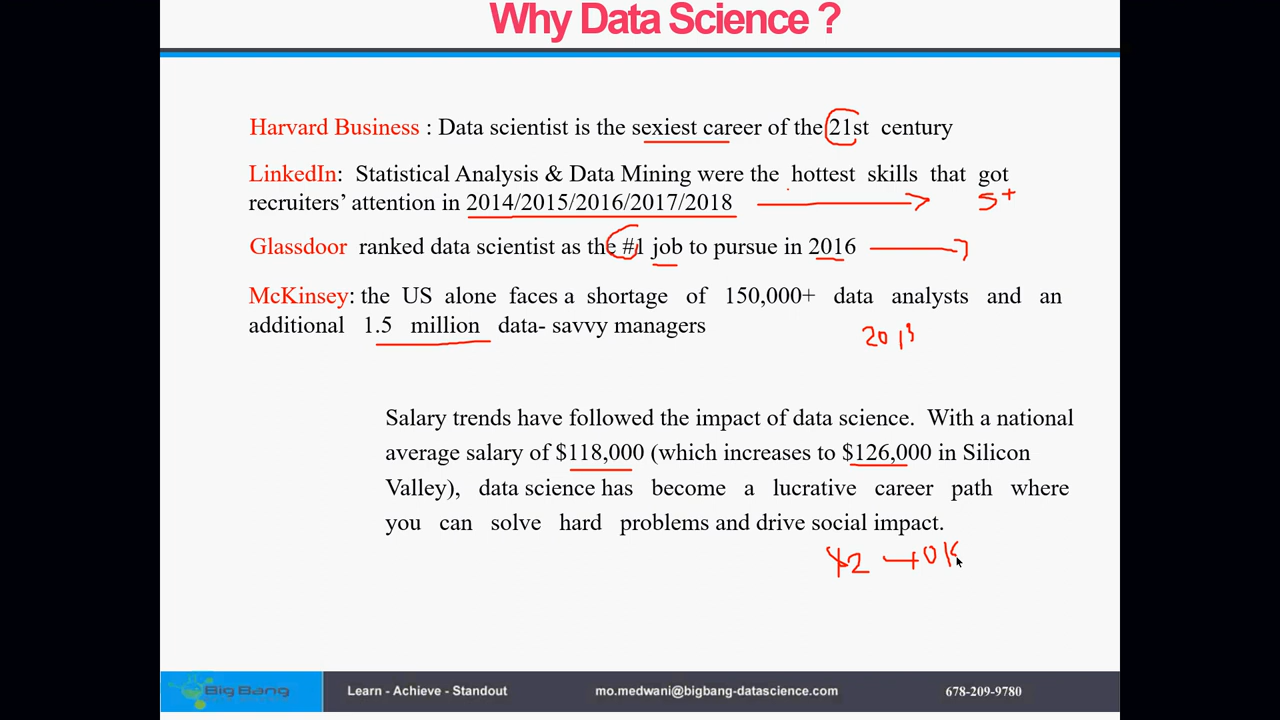 Why Data Science ?
Harvard Business : Data scientist is the sexiest career of the 21st century
LinkedIn: Statistical Analysis & Data Mining were the hottest skills that got
recruiters’ attention in 2014/2015/2016/2017/2018
5+
Glassdoor ranked data scientist as the #1 job to pursue in 2016
McKinsey: the US alone faces a shortage of 150,000+ data analysts and an
additional 1.5 million data- savvy managers
Salary trends have followed the impact of data science. With a national
average salary of $118,000 (which increases to $126,000 in Silicon
Valley), data science has become a lucrative career path where
you can solve hard problems and drive social impact.
Big Bang
Learn - Achieve - Standout
mo.medwani@bigbang-datascience.com
678-209-9780